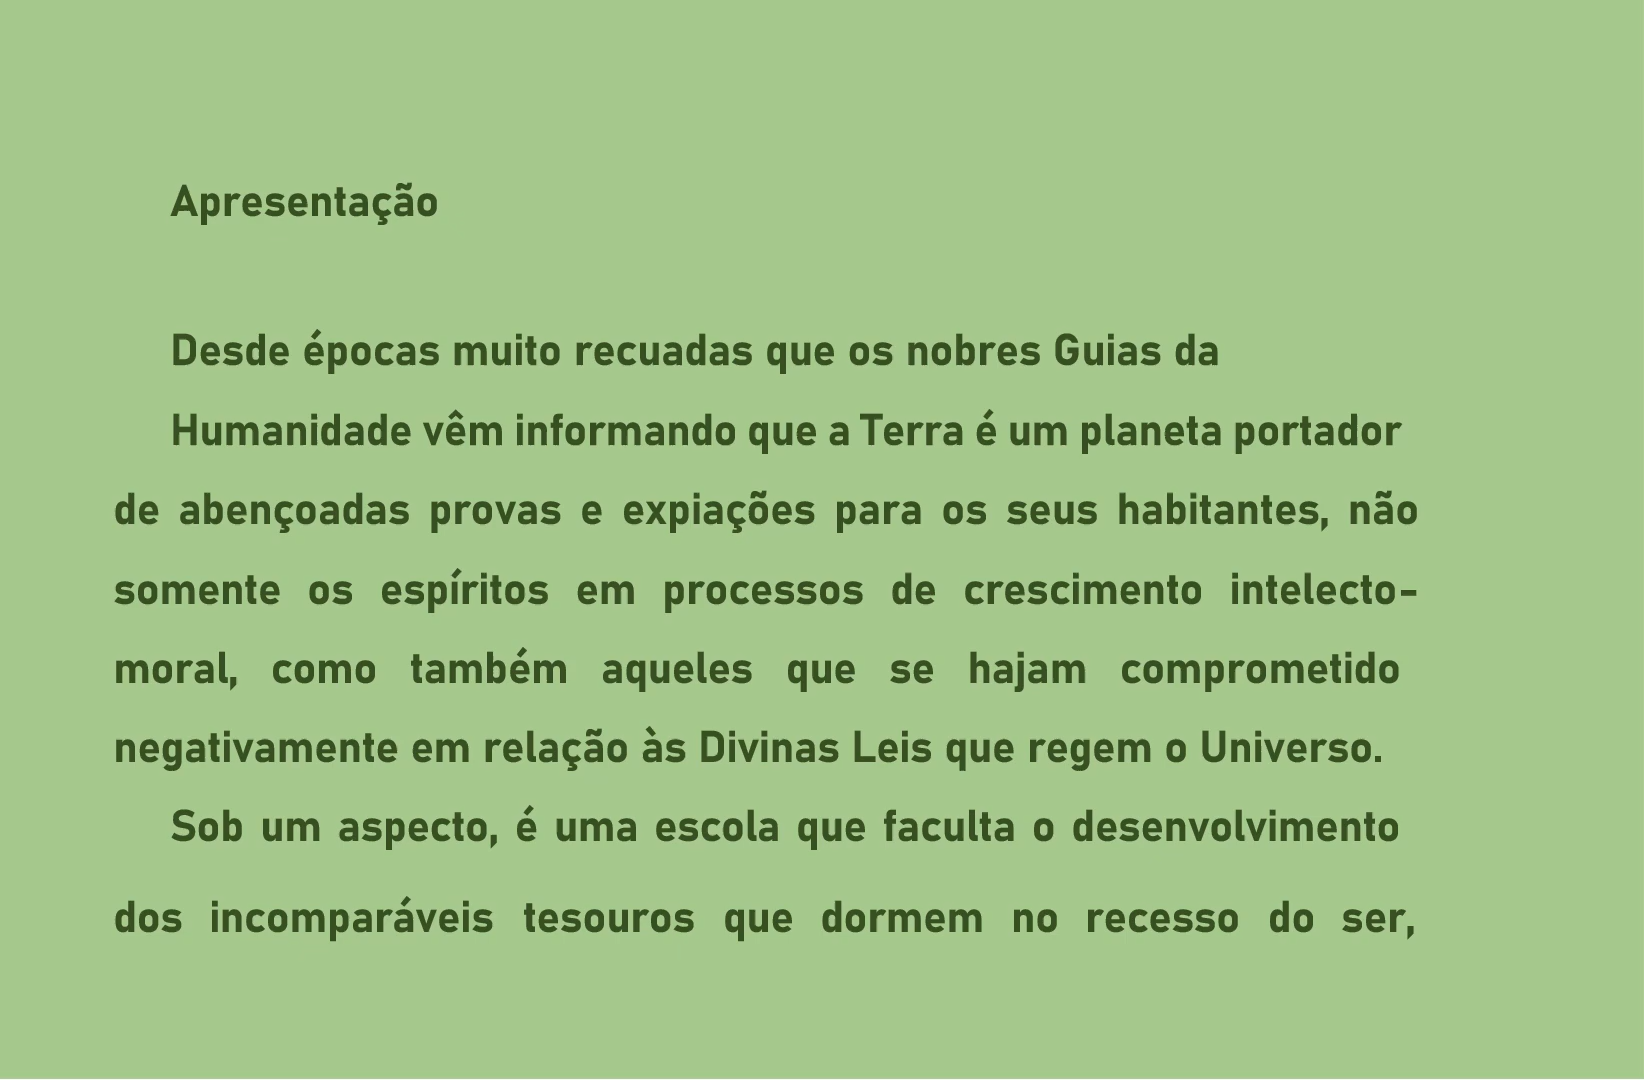 Apresentação
Desde épocas muito recuadas que os nobres Guias da
Humanidade vêm informando que a Terra é um planeta portador
de abençoadas provas e expiações para os seus habitantes, não
somente os espíritos em processos de crescimento intelecto-
moral, como também aqueles que se hajam comprometido
negativamente em relação às Divinas Leis que regem o Universo.
Sob um aspecto, é uma escola que faculta o desenvolvimento
dos incomparáveis tesouros que dormem no recesso do ser,